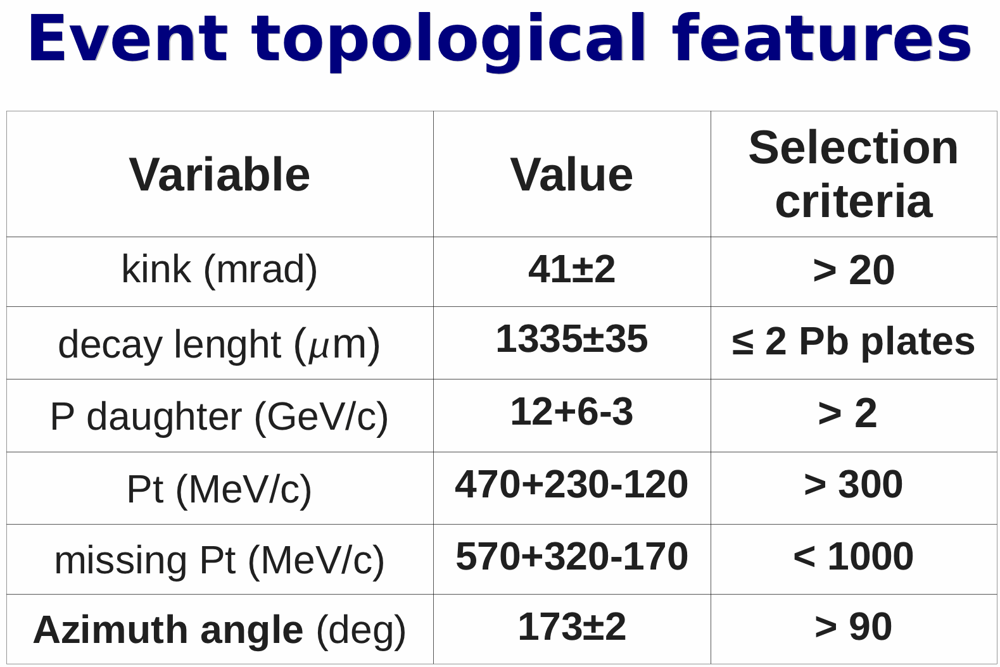 Event topological features
Variable
Value
Selection
criteria
kink (mrad)
41±2
> 20
decay lenght (μm)
1335±35
≤ 2 Pb plates
P daughter (GeV/c)
12+6-3
> 2
Pt (MeV/c)
470+230-120
> 300
missing Pt (MeV/c)
570+320-170
< 1000
Azimuth angle (deg)
173±2
> 90